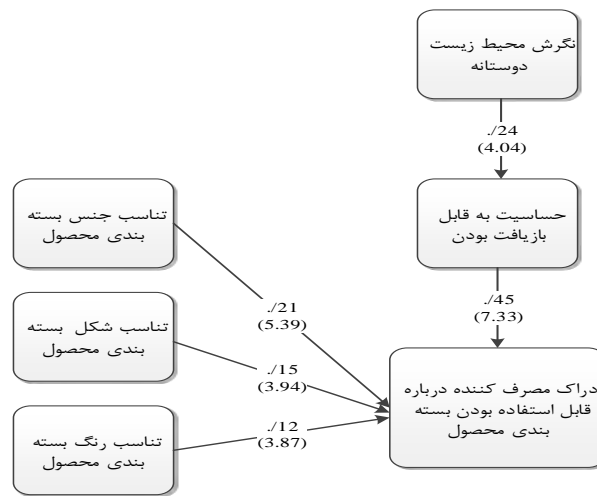 نگرش محیط زیست
دوستانه
./24
(4.04)
حساسیت به قابل
بازیافت بودن
./45
(7.33)
تناسب جنس بسته
بندی محصول
./21
(5.39)
تناسب شکل بسته
بندی محصول
./15
(3.94)
تناسب رنگ بسته
بندی محصول
./12
(3.87)
دراک مصرف کننده درباره
قابل استفاده بودن بسته
بندی محصول